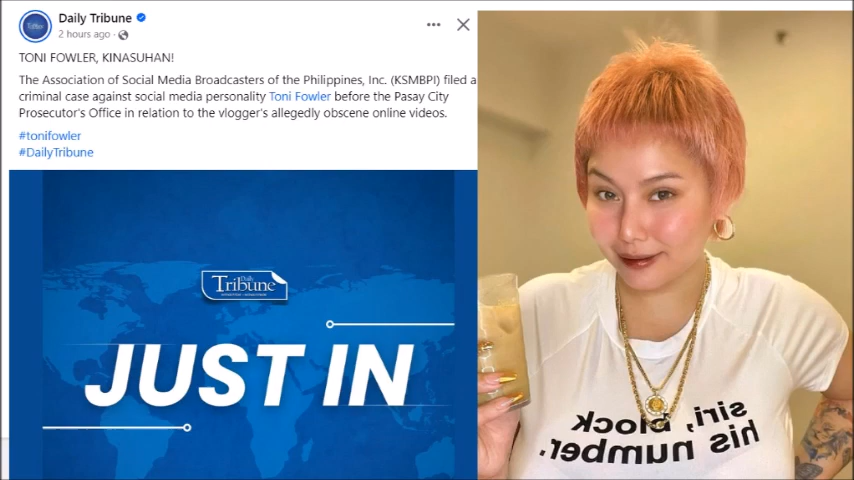 Daily Tribune
2 hours ago ·
TONI FOWLER, KINASUHAN!
The Association of Social Media Broadcasters of the Philippines, Inc. (KSMBPI) filed a
criminal case against social media personality Toni Fowler before the Pasay City
Prosecutor's Office in relation to the vlogger's allegedly obscene online videos.
#tonifowler
#DailyTribune
Daily
Tribune
JUST IN
siri, block
his number.